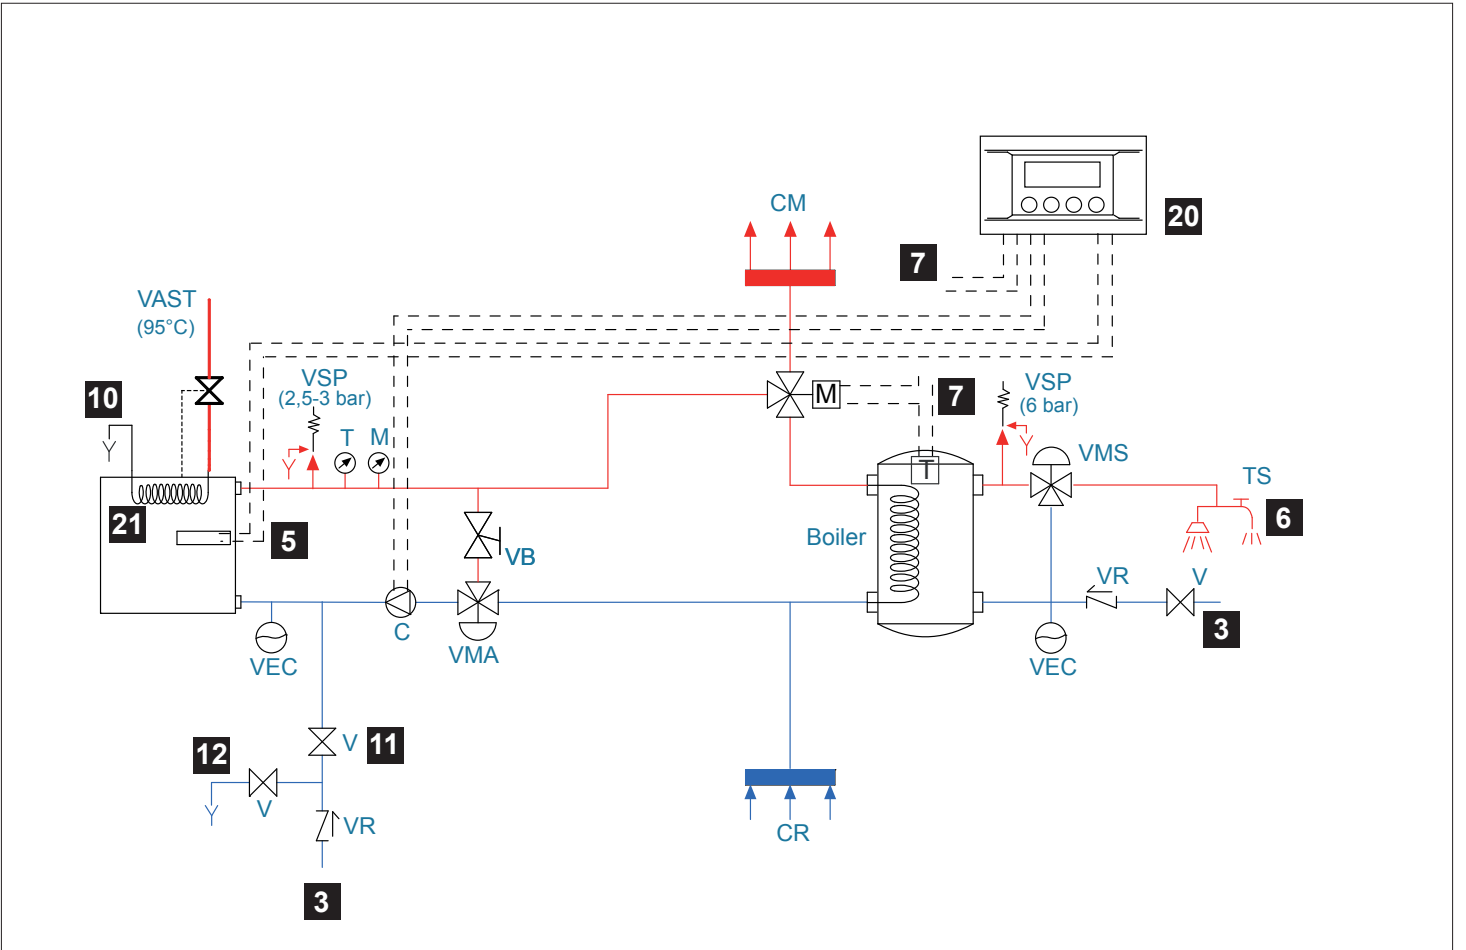 CM
20
7
VAST
(95°C)
10
VSP
(2,5-3 bar)
T
M
M
7
VSP
(6 bar)
VMS
T
TS
6
21
5
VB
Boiler
VR
V
3
C
VMA
VEC
VEC
V
11
12
V
VR
CR
3